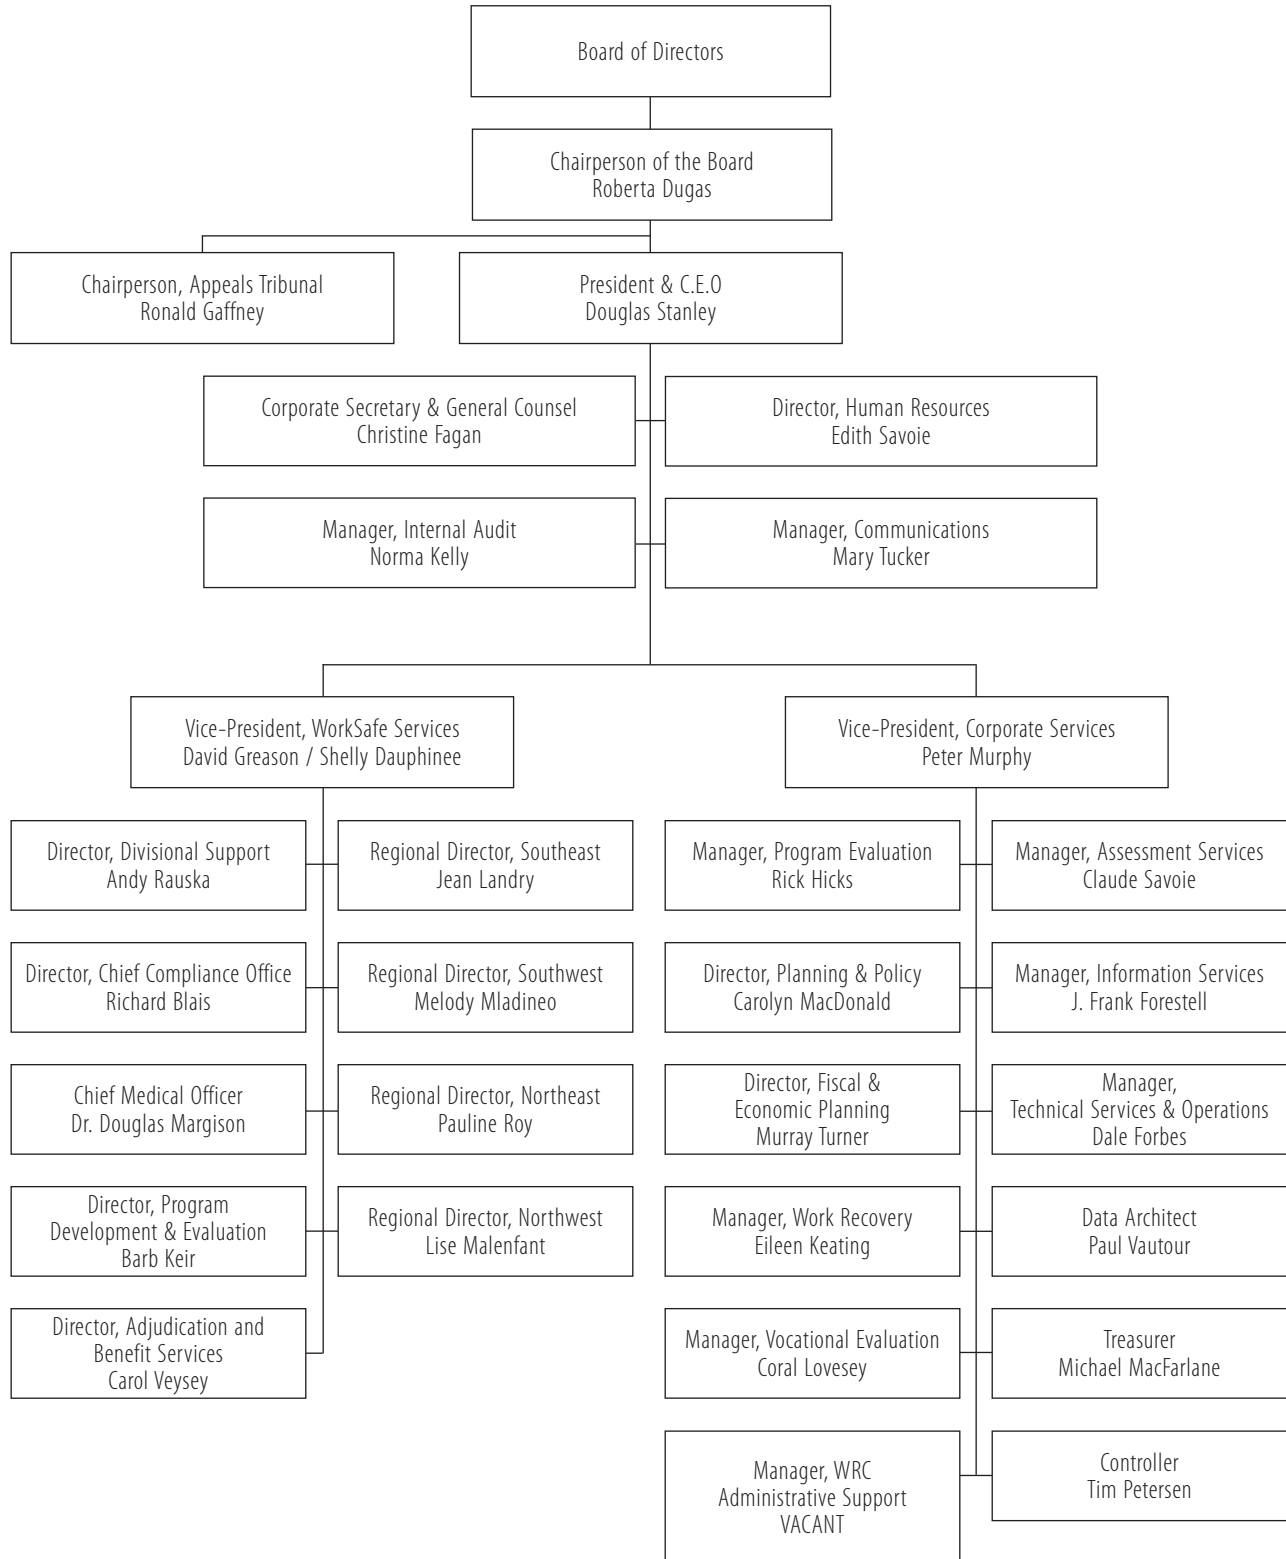 Board of Directors
Chairperson of the Board
Roberta Dugas
Chairperson, Appeals Tribunal
Ronald Gaffney
President & C.E.O
Douglas Stanley
Corporate Secretary & General Counsel
Christine Fagan
Director, Human Resources
Edith Savoie
Manager, Internal Audit
Norma Kelly
Manager, Communications
Mary Tucker
Vice-President, WorkSafe Services
David Greason / Shelly Dauphinee
Vice-President, Corporate Services
Peter Murphy
Director, Divisional Support
Andy Rauska
Regional Director, Southeast
Jean Landry
Manager, Program Evaluation
Rick Hicks
Manager, Assessment Services
Claude Savoie
Director, Chief Compliance Office
Richard Blais
Regional Director, Southwest
Melody Mladineo
Director, Planning & Policy
Carolyn MacDonald
Manager, Information Services
J. Frank Forestell
Chief Medical Officer
Dr. Douglas Margison
Regional Director, Northeast
Pauline Roy
Director, Fiscal &
Economic Planning
Murray Turner
Manager,
Technical Services & Operations
Dale Forbes
Director, Program
Development & Evaluation
Barb Keir
Regional Director, Northwest
Lise Malenfant
Manager, Work Recovery
Eileen Keating
Data Architect
Paul Vautour
Director, Adjudication and
Benefit Services
Carol Veysey
Manager, Vocational Evaluation
Coral Lovesey
Treasurer
Michael MacFarlane
Manager, WRC
Administrative Support
VACANT
Controller
Tim Petersen